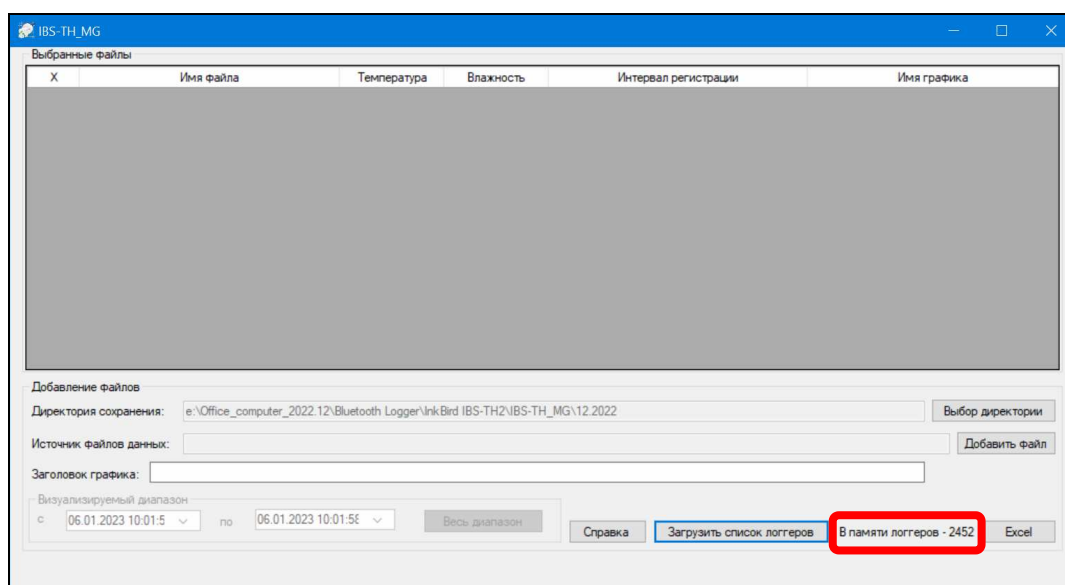 IBS-TH_MG
Выбранные файлы
X Имя файла Температура Влажность Интервал регистрации Имя графика
Добавление файлов
Директория сохранения: e:\Office_computer_2022.12\Bluetooth Logger\InkBird IBS-TH2\IBS-TH_MG\12.2022 Выбор директории
Источник файлов данных: Добавить файл
Заголовок графика:
Визуализируемый диапазон
с 06.01.2023 10:01:5 по 06.01.2023 10:01:58 Весь диапазон Справка Загрузить список логгеров В памяти логгеров - 2452 Excel